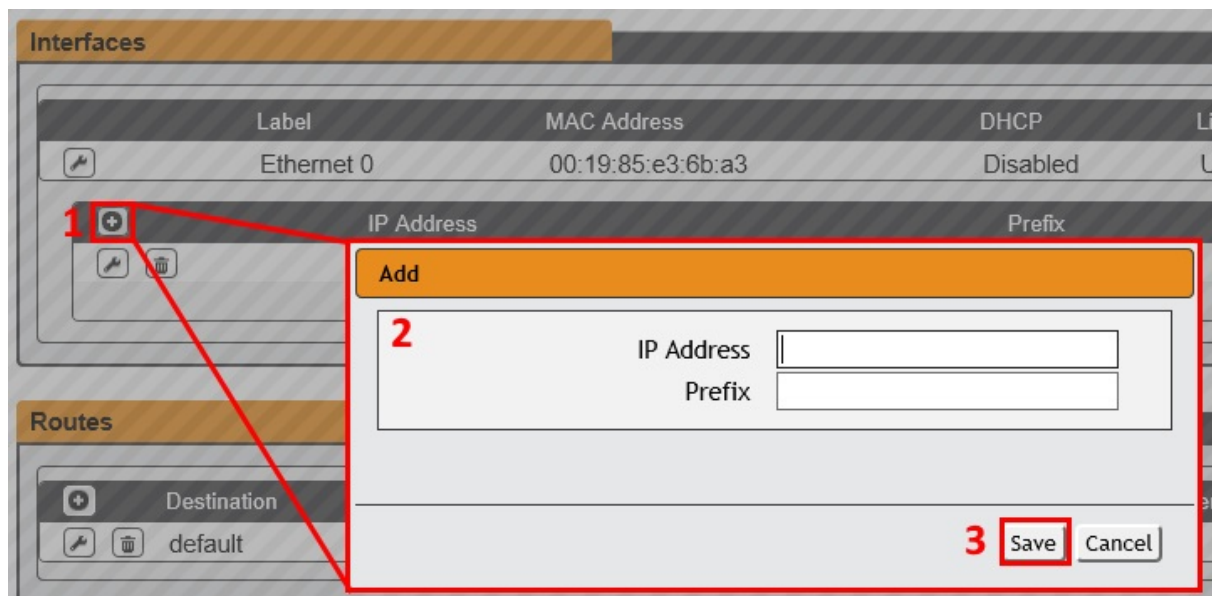 Interfaces
Label MAC Address DHCP
Ethernet 0 00:19:85:e3:6b:a3 Disabled
1 IP Address Prefix
Add
2
IP Address
Prefix
Routes
Destination
default
3 Save Cancel